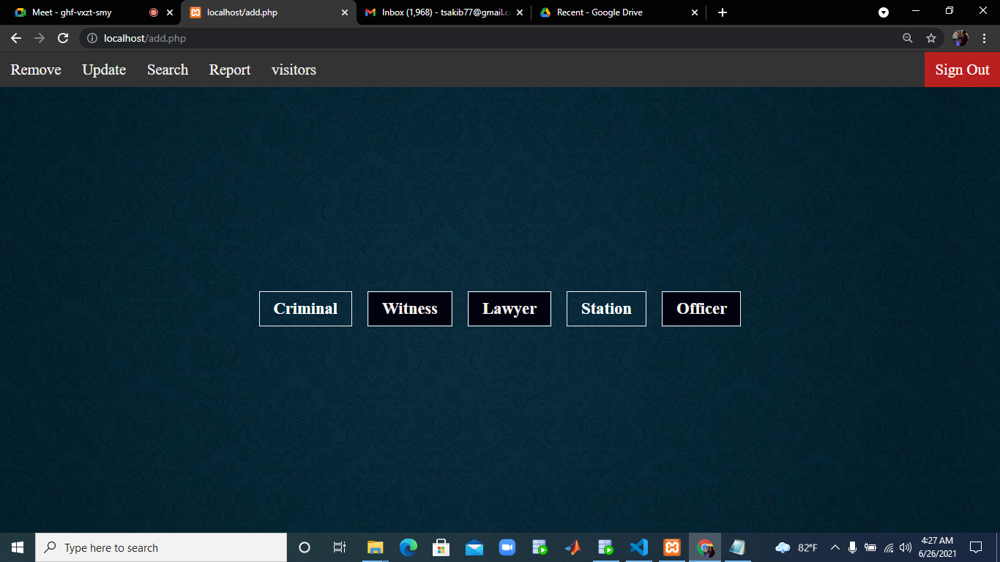 Meet - ghf-vxzt-smy
localhost/add.php
Inbox (1,968) - tsakib77@gmail.c
Recent - Google Drive
localhost/add.php
Remove Update Search Report visitors Sign Out
Criminal Witness Lawyer Station Officer
Type here to search
82°F
4:27 AM
6/26/2021